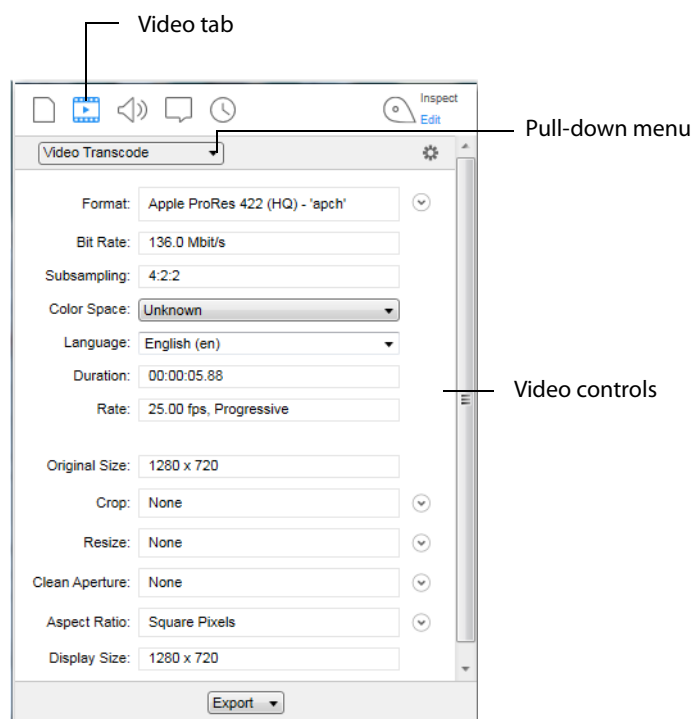 Video tab
Inspect
Edit
Pull-down menu
Video Transcode
Format: Apple ProRes 422 (HQ) - 'apch'
Bit Rate: 136.0 Mbit/s
Subsampling: 4:2:2
Color Space: Unknown
Language: English (en)
Duration: 00:00:05.88
Video controls
Rate: 25.00 fps, Progressive
Original Size: 1280 x 720
Crop: None
Resize: None
Clean Aperture: None
Aspect Ratio: Square Pixels
Display Size: 1280 x 720
Export